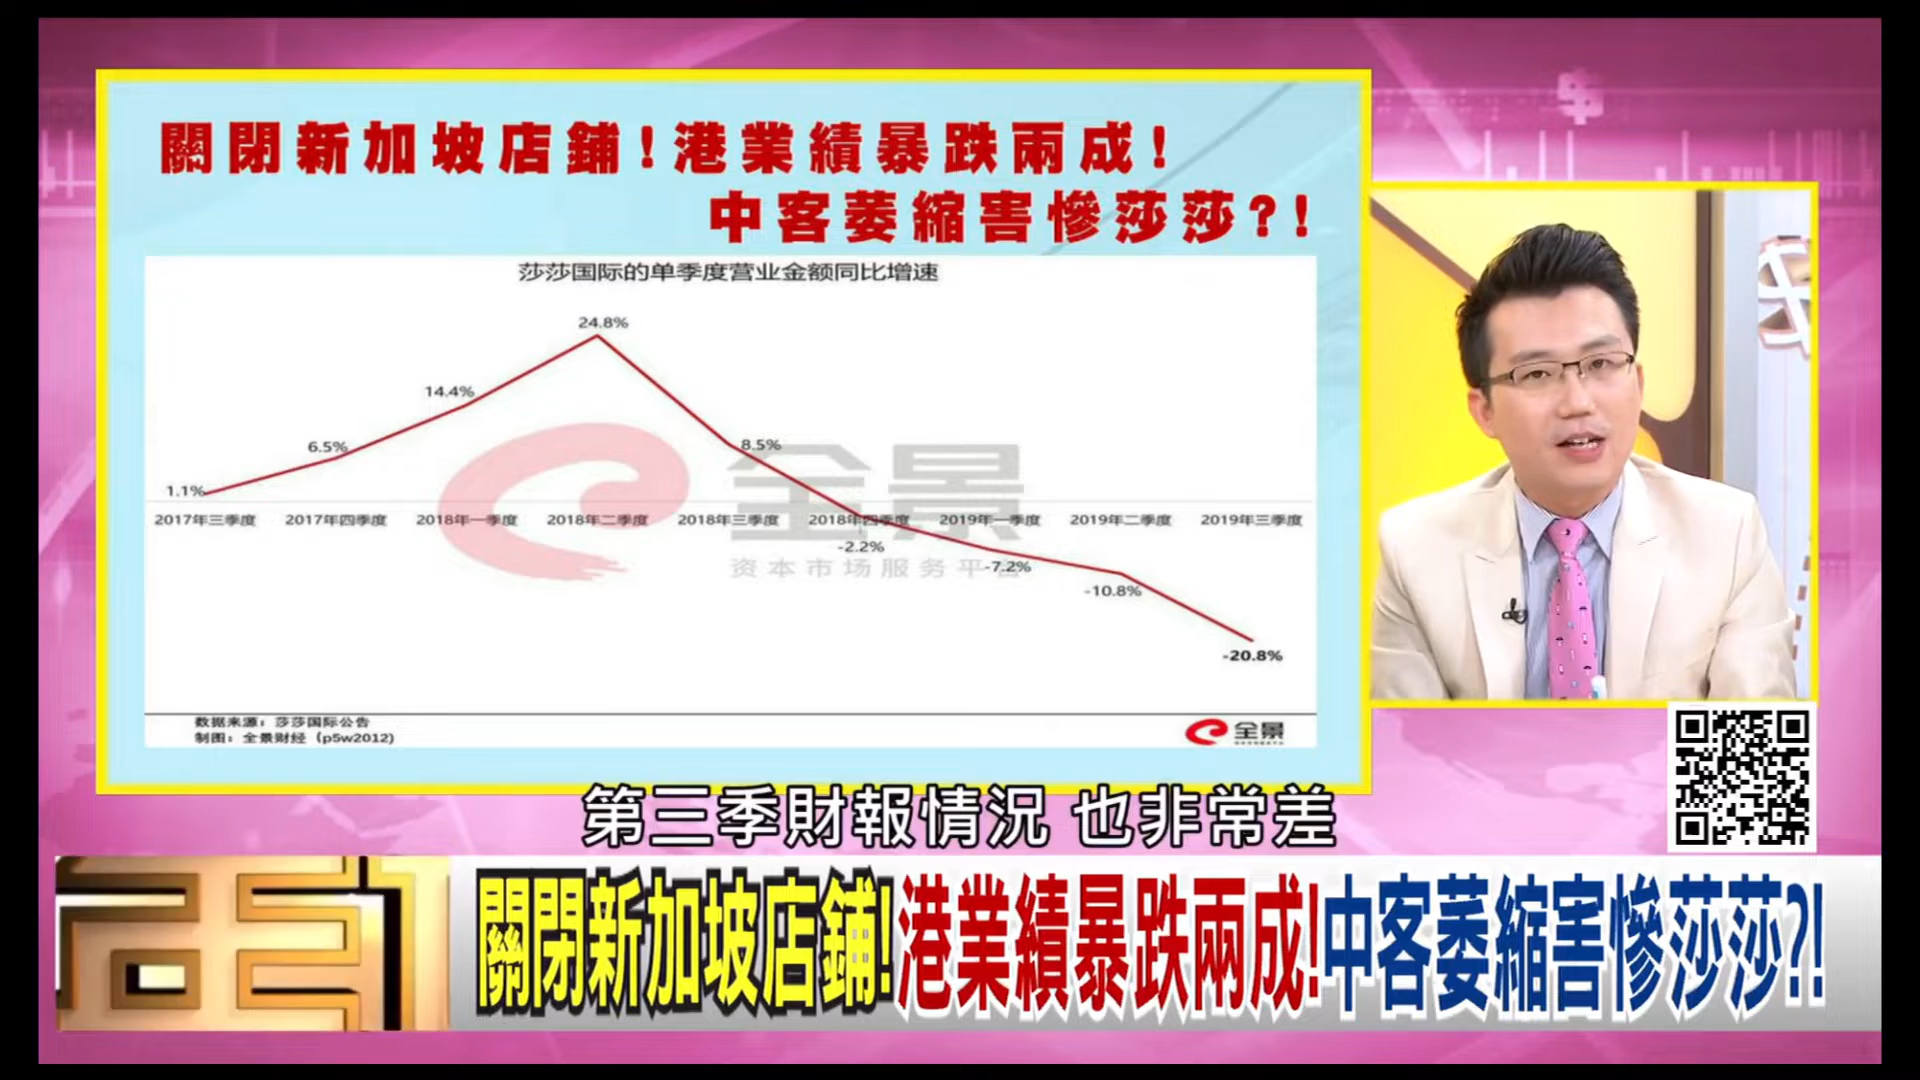 關閉新加坡店鋪!港業績暴跌兩成!
中客萎縮害慘莎莎?!
莎莎国际的单季度营业金额同比增速
24.8%
14.4%
6.5%
8.5%
1.1%
全景
2017年三季度 2017年四季度 2018年一季度 2018年二季度 2018年三季度 2018年四季度 2019年一季度 2019年二季度 2019年三季度
-2.2%
资本市场服务平台
-7.2%
-10.8%
-20.8%
数据来源：莎莎国际公告
制图：全景财经（p5w2012）
全景
第三季財報情況 也非常差
關閉新加坡店鋪!港業績暴跌兩成!中客萎縮害慘莎莎?!